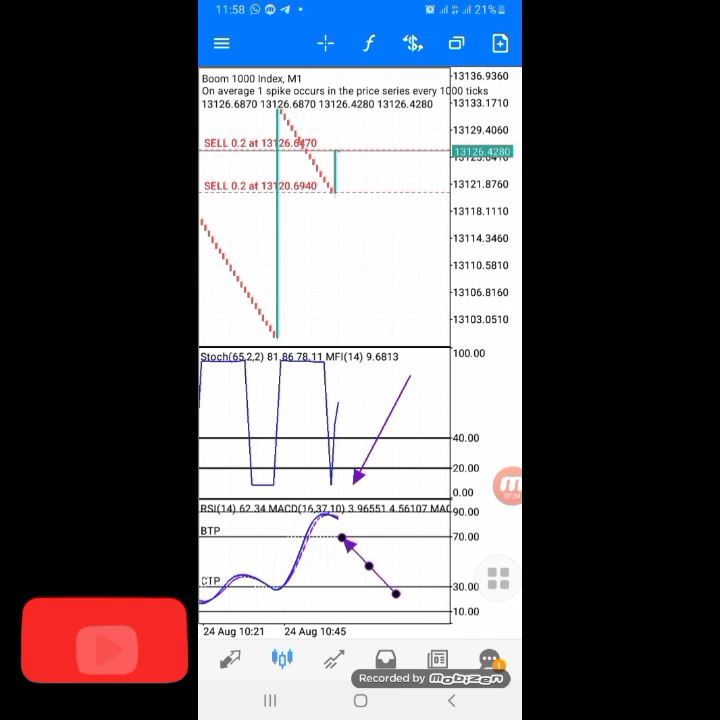 11:58
21%
Boom 1000 Index, M1
On average 1 spike occurs in the price series every 1000 ticks
13126.6870 13126.6870 13126.4280 13126.4280
SELL 0.2 at 13126.6470
SELL 0.2 at 13120.6940
13136.9360
13133.1710
13129.4060
13126.4280
13121.8760
13118.1110
13114.3460
13110.5810
13106.8160
13103.0510
Stoch(65,2,2) 81.86 78.11 MFI(14) 9.6813
100.00
40.00
20.00
0.00
RSI(14) 62.34 MACD(16,37,10) 3.96551 4.56107 MAC
90.00
BTP
70.00
CTP
30.00
10.00
24 Aug 10:21
24 Aug 10:45
07:34
1
Recorded by mobizen